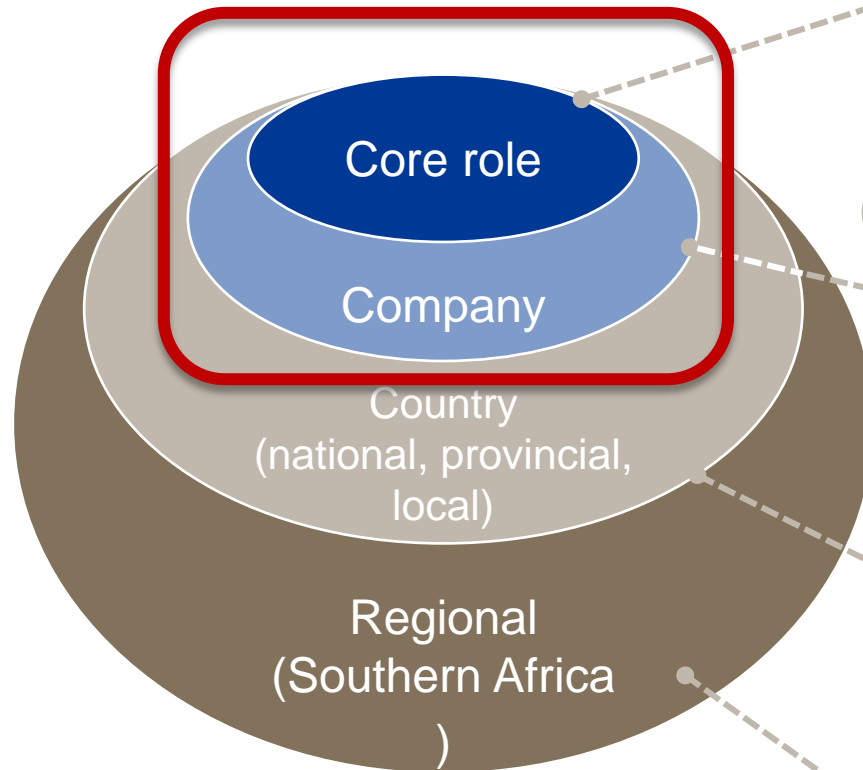 Core role
Company
Country
(national, provincial,
local)
Regional
(Southern Africa
)